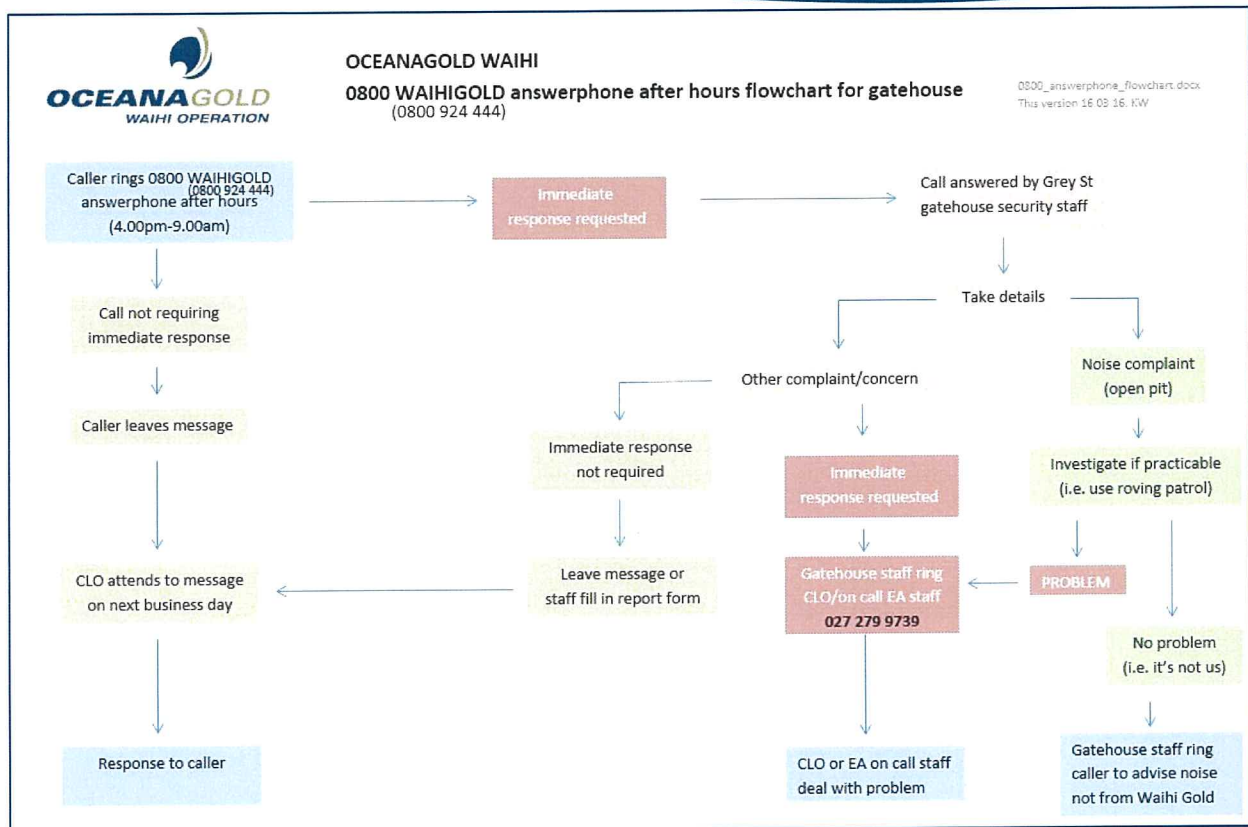 OCEANAGOLD
WAIHI OPERATION
OCEANAGOLD WAIHI
0800 WAIHIGOLD answerphone after hours flowchart for gatehouse
(0800 924 444)
0800_answerphone_flowchart.docx
This version 16 03 16. KW
Caller rings 0800 WAIHIGOLD
(0800 924 444)
answerphone after hours
(4.00pm-9.00am)
Immediate
response requested
Call answered by Grey St
gatehouse security staff
Call not requiring
immediate response
Take details
Caller leaves message
Other complaint/concern
Noise complaint
(open pit)
Immediate response
not required
Immediate
response requested
Investigate if practicable
(i.e. use roving patrol)
CLO attends to message
on next business day
Leave message or
staff fill in report form
Gatehouse staff ring
CLO/on call EA staff
027 279 9739
PROBLEM
No problem
(i.e. it's not us)
Response to caller
CLO or EA on call staff
deal with problem
Gatehouse staff ring
caller to advise noise
not from Waihi Gold